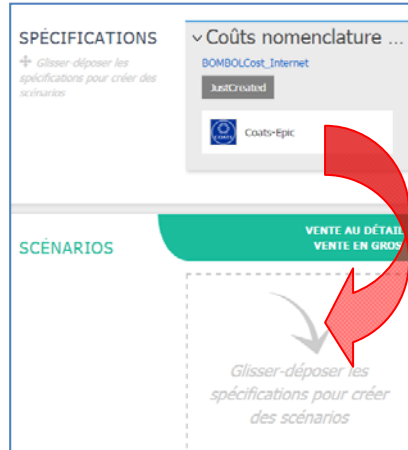 SPÉCIFICATIONS
Glisser-déposer les
spécifications pour créer des
scénarios
Coûts nomenclature ...
BOMBOLCost_Internet
JustCreated
COATS
Coats-Epic
SCÉNARIOS
VENTE AU DÉTAIL
VENTE EN GROS
Glisser-déposer les
spécifications pour créer
des scénarios